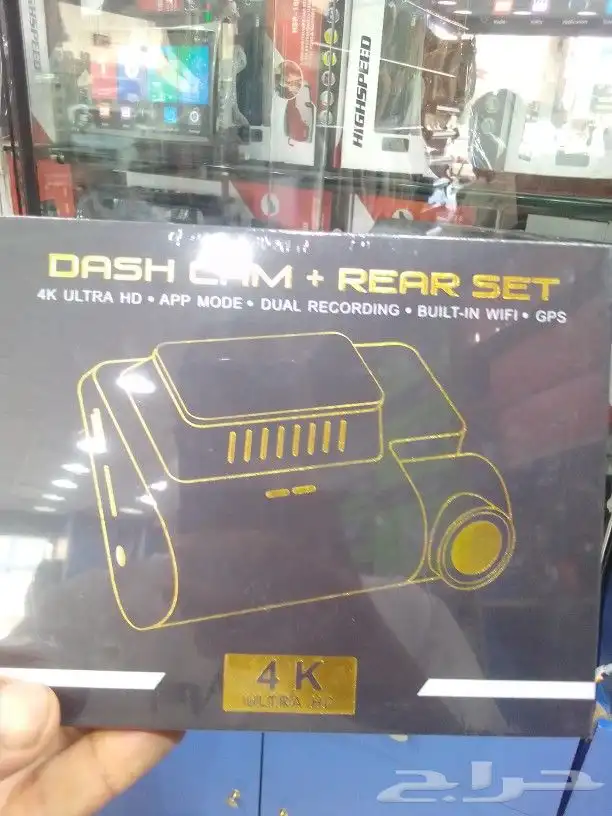 HIGHSPEED
DASH CAM + REAR SET
4K ULTRA HD • APP MODE • DUAL RECORDING • BUILT-IN WIFI • GPS
4K
ULTRA HD
حراج